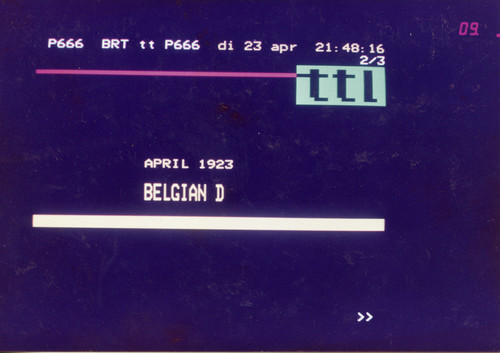 09.
P666 BRT tt P666 di 23 apr 21:48:16
2/3
ttl
APRIL 1923
BELGIAN D
>>